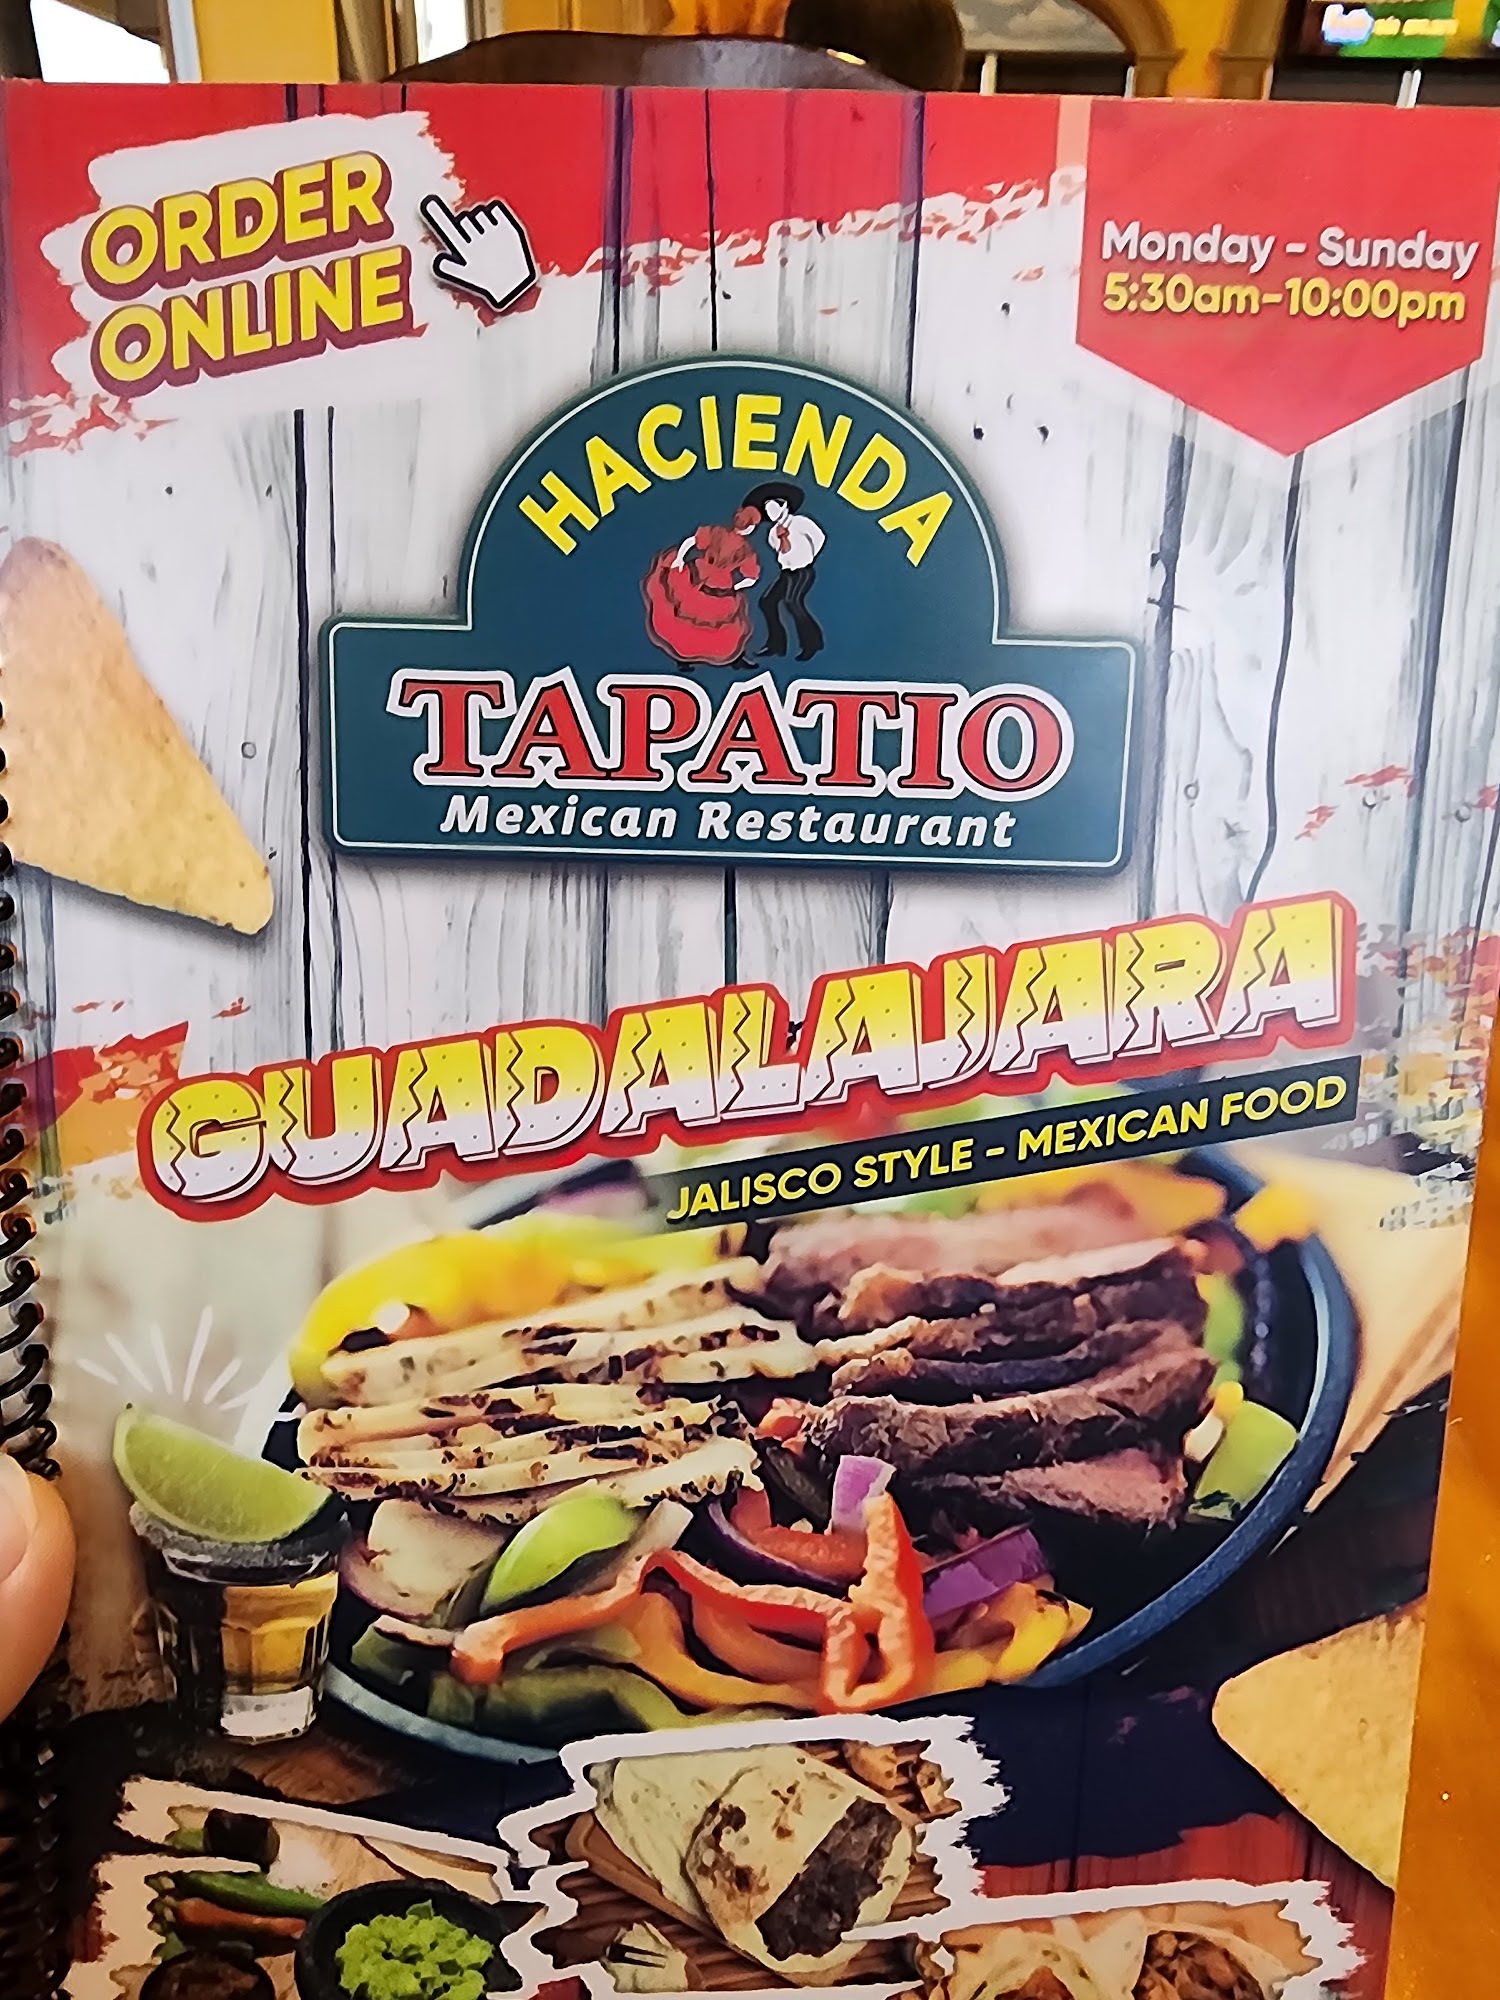 ORDER
ONLINE
Monday - Sunday
5:30am-10:00pm
HACIENDA
TAPATIO
Mexican Restaurant
GUADALAJARA
JALISCO STYLE - MEXICAN FOOD